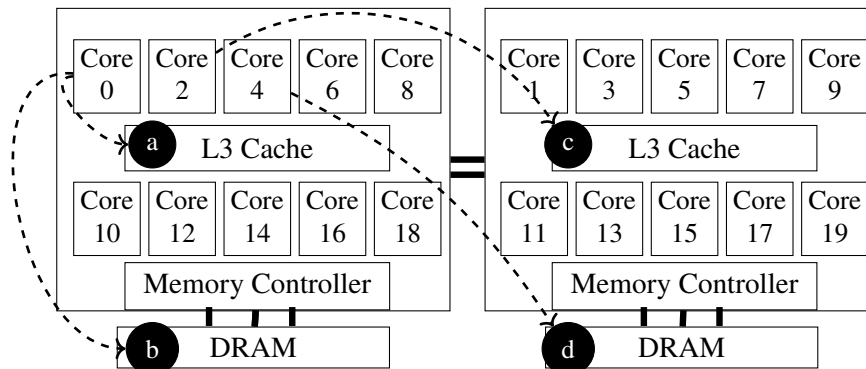 Core 0 Core 2 Core 4 Core 6 Core 8
a L3 Cache
Core 10 Core 12 Core 14 Core 16 Core 18
Memory Controller
b DRAM
Core 1 Core 3 Core 5 Core 7 Core 9
c L3 Cache
Core 11 Core 13 Core 15 Core 17 Core 19
Memory Controller
d DRAM